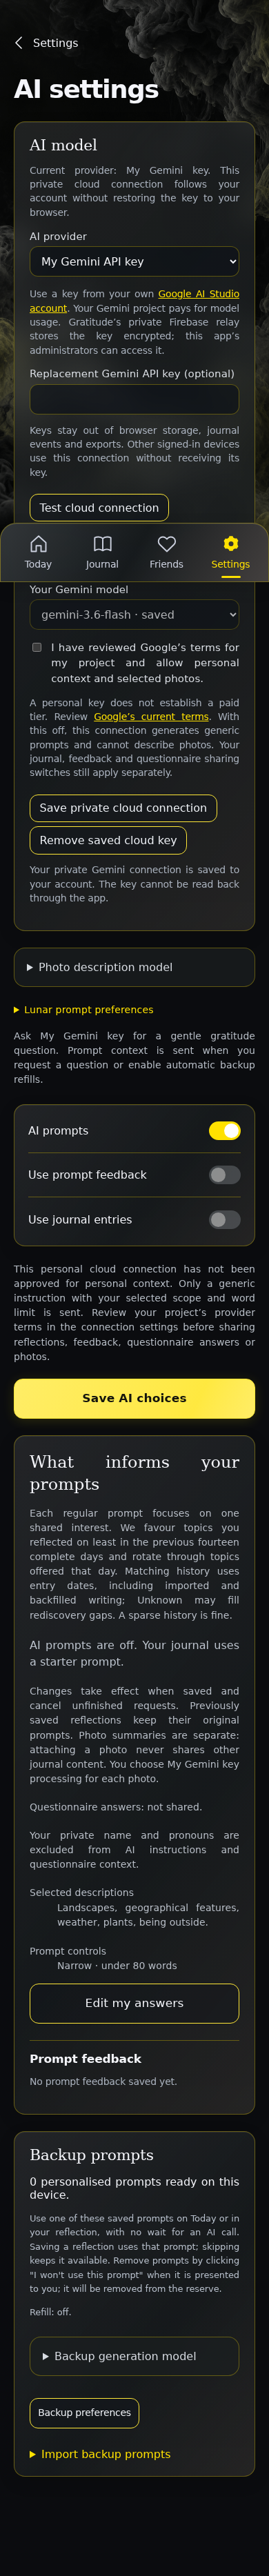 Settings
AI settings
AI model
Current provider: My Gemini key. This
private cloud connection follows your
account without restoring the key to your
browser.
AI provider
My Gemini API key
Use a key from your own Google AI Studio
account. Your Gemini project pays for model
usage. Gratitude’s private Firebase relay
stores the key encrypted; this app’s
administrators can access it.
Replacement Gemini API key (optional)
Keys stay out of browser storage, journal
events and exports. Other signed-in devices
use this connection without receiving its
key.
Test cloud connection
Today
Journal
Friends
Settings
Your Gemini model
gemini-3.6-flash · saved
I have reviewed Google’s terms for
my project and allow personal
context and selected photos.
A personal key does not establish a paid
tier. Review Google’s current terms. With
this off, this connection generates generic
prompts and cannot describe photos. Your
journal, feedback and questionnaire sharing
switches still apply separately.
Save private cloud connection
Remove saved cloud key
Your private Gemini connection is saved to
your account. The key cannot be read back
through the app.
Photo description model
Lunar prompt preferences
Ask My Gemini key for a gentle gratitude
question. Prompt context is sent when you
request a question or enable automatic backup
refills.
AI prompts
Use prompt feedback
Use journal entries
This personal cloud connection has not been
approved for personal context. Only a generic
instruction with your selected scope and word
limit is sent. Review your project’s provider
terms in the connection settings before sharing
reflections, feedback, questionnaire answers or
photos.
Save AI choices
What informs your
prompts
Each regular prompt focuses on one
shared interest. We favour topics you
reflected on least in the previous fourteen
complete days and rotate through topics
offered that day. Matching history uses
entry dates, including imported and
backfilled writing; Unknown may fill
rediscovery gaps. A sparse history is fine.
AI prompts are off. Your journal uses
a starter prompt.
Changes take effect when saved and
cancel unfinished requests. Previously
saved reflections keep their original
prompts. Photo summaries are separate:
attaching a photo never shares other
journal content. You choose My Gemini key
processing for each photo.
Questionnaire answers: not shared.
Your private name and pronouns are
excluded from AI instructions and
questionnaire context.
Selected descriptions
Landscapes, geographical features,
weather, plants, being outside.
Prompt controls
Narrow · under 80 words
Edit my answers
Prompt feedback
No prompt feedback saved yet.
Backup prompts
0 personalised prompts ready on this
device.
Use one of these saved prompts on Today or in
your reflection, with no wait for an AI call.
Saving a reflection uses that prompt; skipping
keeps it available. Remove prompts by clicking
"I won't use this prompt" when it is presented
to you; it will be removed from the reserve.
Refill: off.
Backup generation model
Backup preferences
Import backup prompts